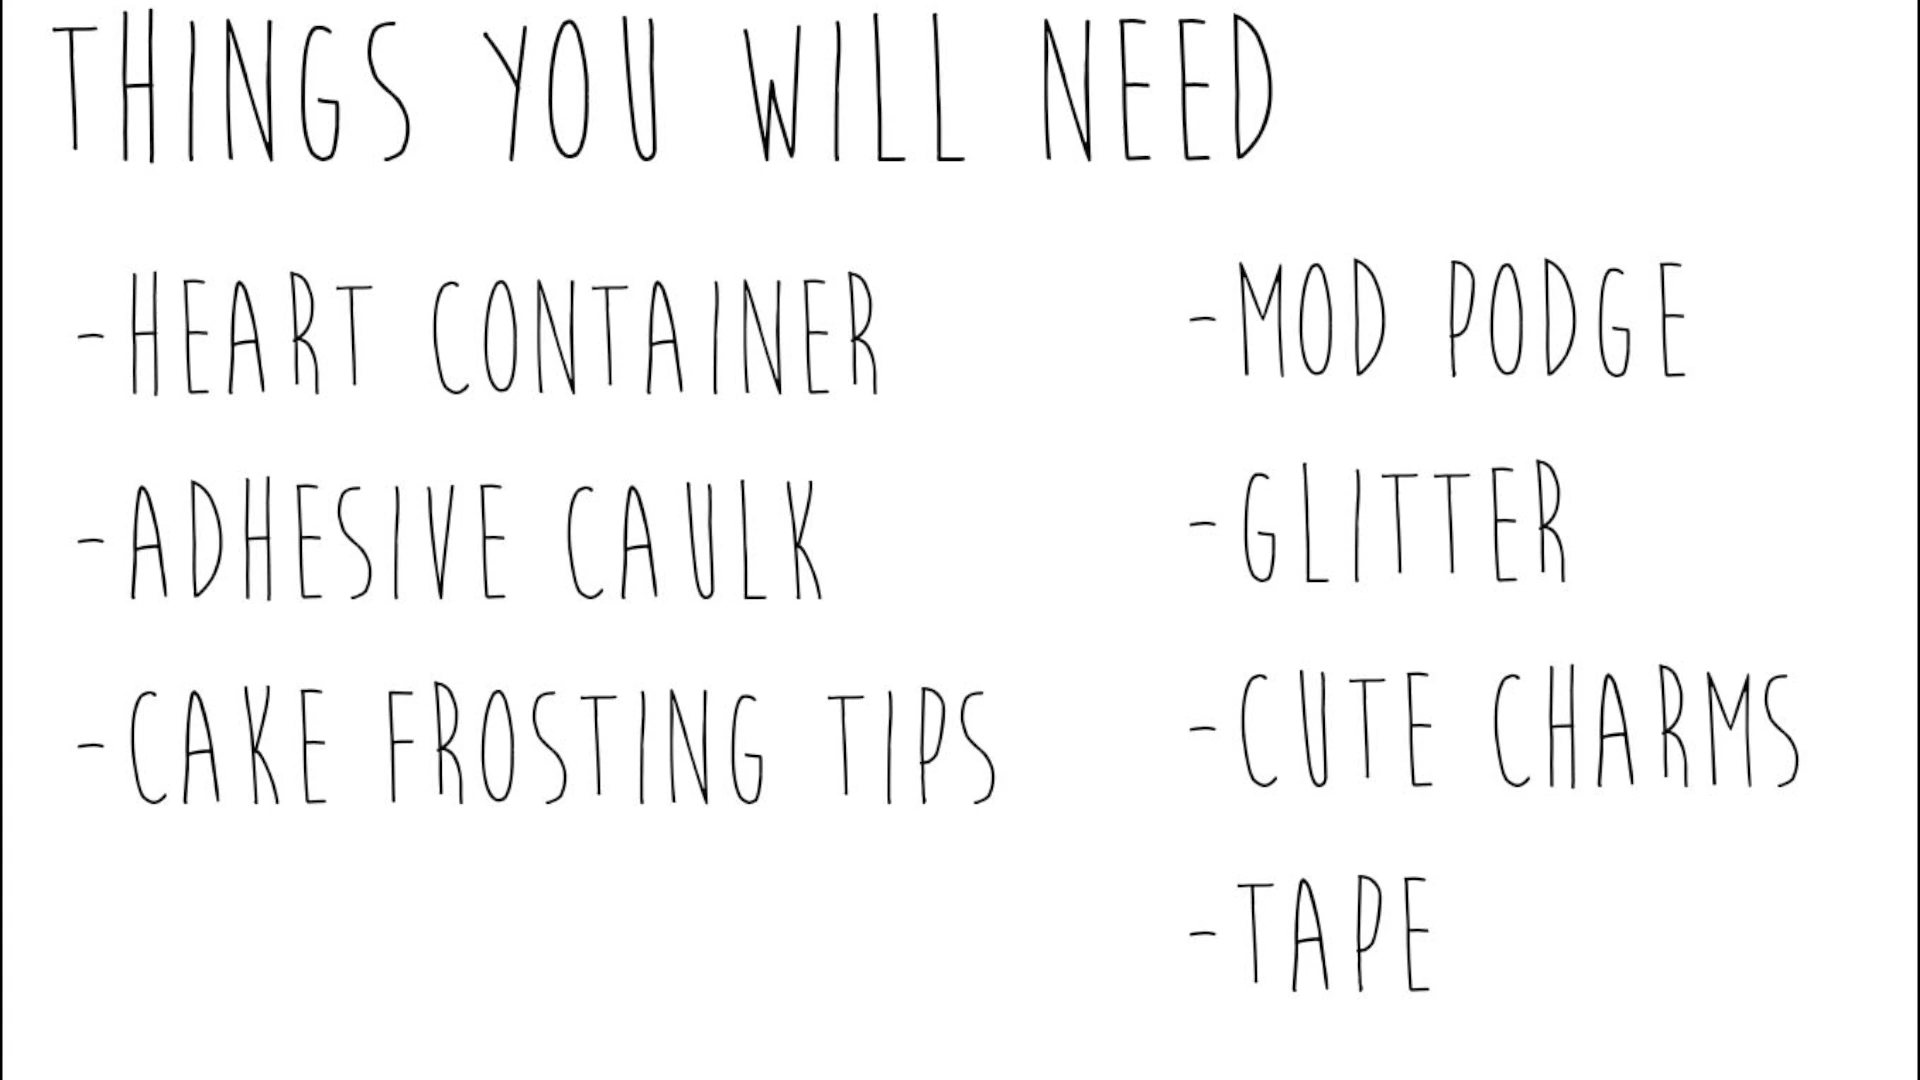 THINGS YOU WILL NEED
-HEART CONTAINER
-ADHESIVE CAULK
-CAKE FROSTING TIPS
-MOD PODGE
-GLITTER
-CUTE CHARMS
-TAPE